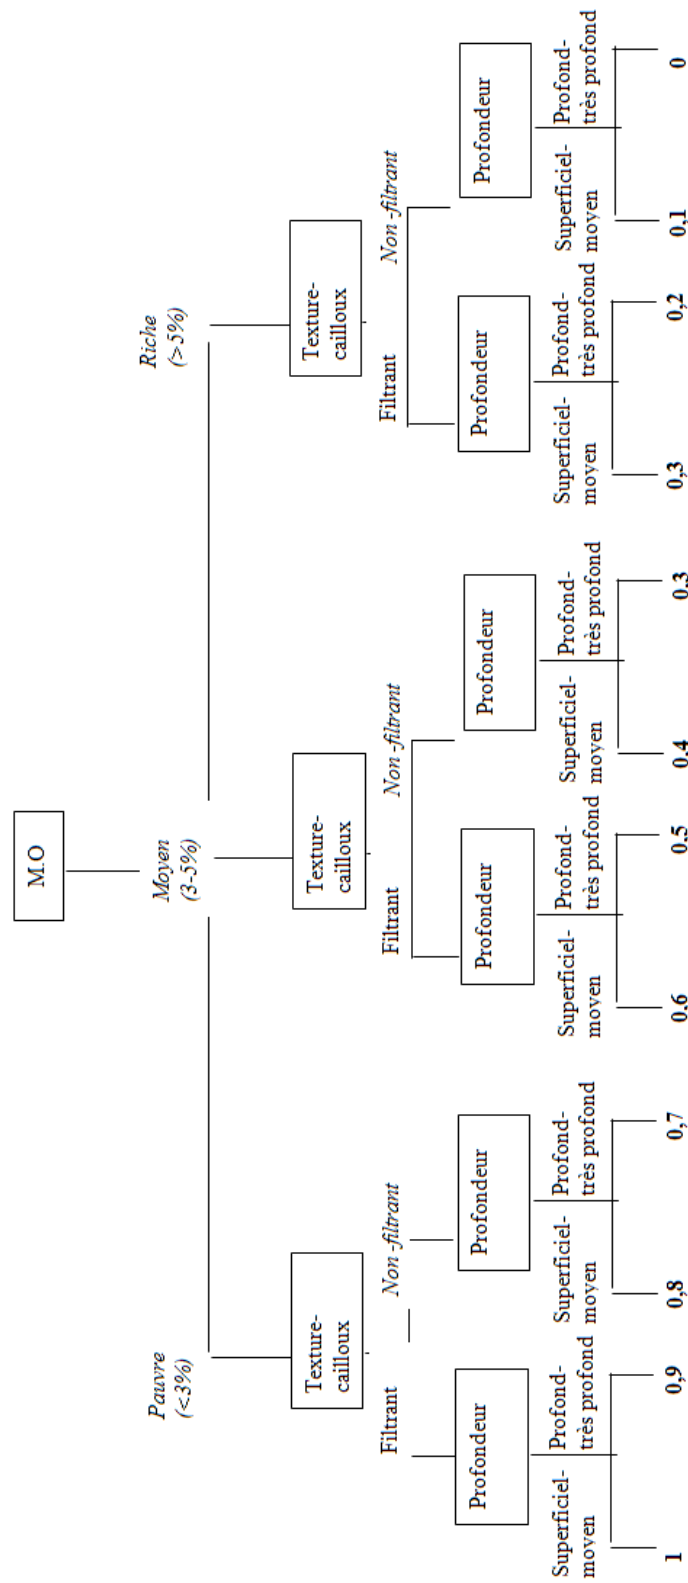 M.O
Pauvre
(<3%)
Moyen
(3-5%)
Riche
(>5%)
Texture-
cailloux
Texture-
cailloux
Texture-
cailloux
Filtrant
Non-filtrant
Filtrant
Non-filtrant
Filtrant
Non-filtrant
Profondeur
Profondeur
Profondeur
Profondeur
Profondeur
Profondeur
Superficiel-
moyen
Profond-
très profond
Superficiel-
moyen
Profond-
très profond
Superficiel-
moyen
Profond-
très profond
Superficiel-
moyen
Profond-
très profond
Superficiel-
moyen
Profond-
très profond
Superficiel-
moyen
Profond-
très profond
1
0,9
0,8
0,7
0.6
0.5
0.4
0.3
0,3
0,2
0,1
0